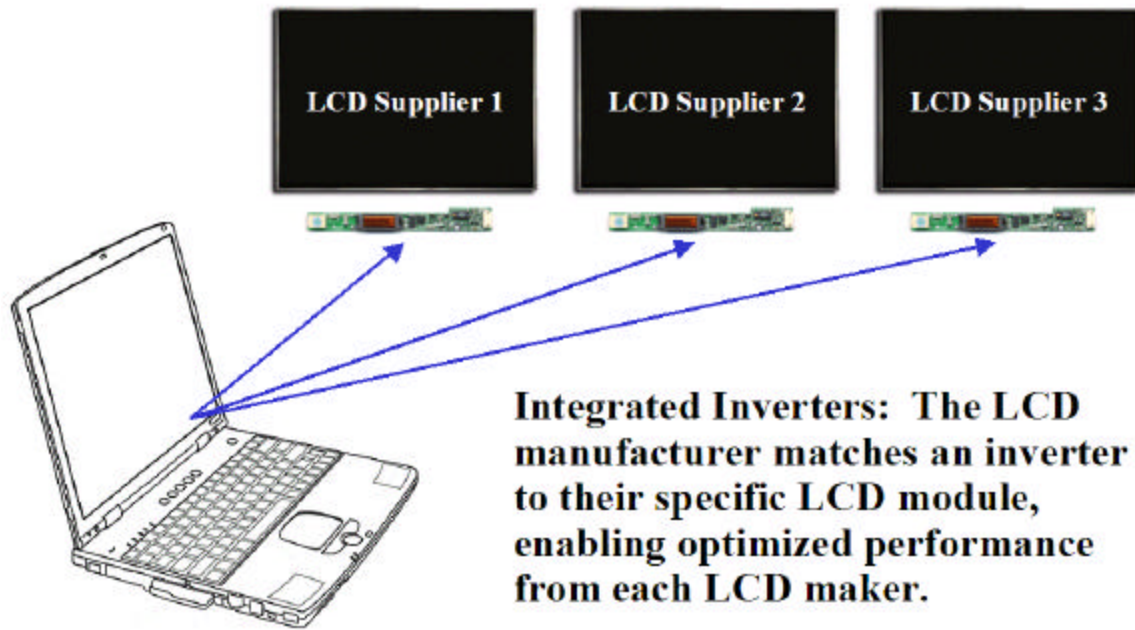 LCD Supplier 1
LCD Supplier 2
LCD Supplier 3
Integrated Inverters: The LCD
manufacturer matches an inverter
to their specific LCD module,
enabling optimized performance
from each LCD maker.